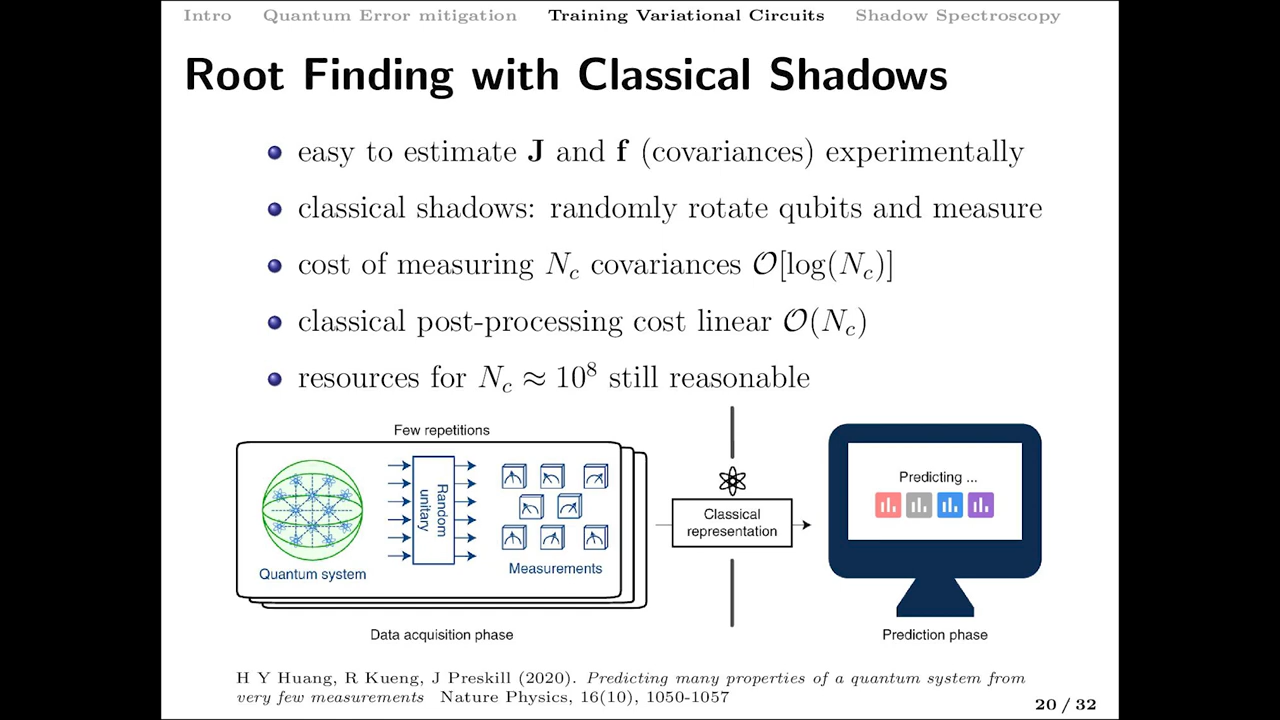 Intro Quantum Error mitigation Training Variational Circuits Shadow Spectroscopy
Root Finding with Classical Shadows
easy to estimate J and f (covariances) experimentally
classical shadows: randomly rotate qubits and measure
cost of measuring N_c covariances 𝒪[log(N_c)]
classical post-processing cost linear 𝒪(N_c)
resources for N_c ≈ 10⁸ still reasonable
Few repetitions
Quantum system
Random
unitary
Measurements
Data acquisition phase
Classical
representation
Predicting ...
Prediction phase
H Y Huang, R Kueng, J Preskill (2020). Predicting many properties of a quantum system from
very few measurements Nature Physics, 16(10), 1050-1057
20 / 32